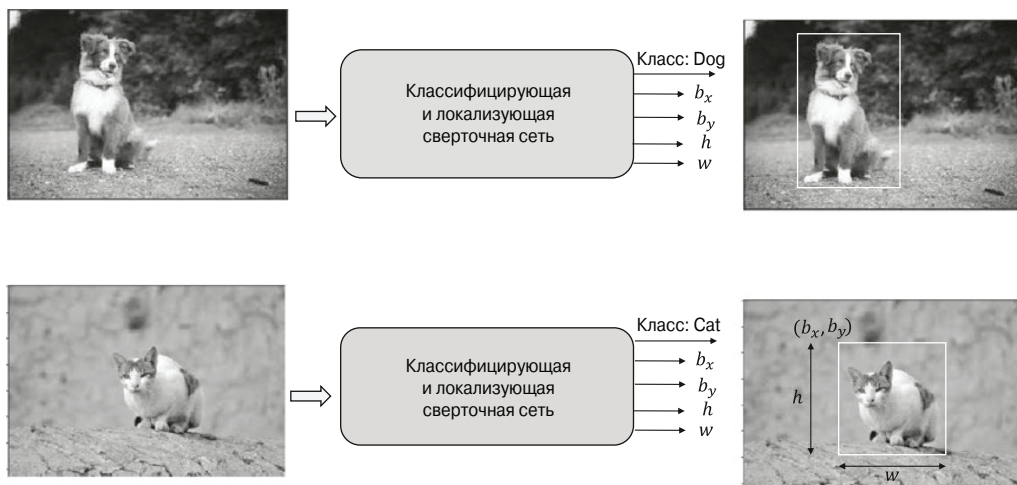 Классифицирующая
и локализующая
сверточная сеть
Класс: Dog
b_x
b_y
h
w
Классифицирующая
и локализующая
сверточная сеть
Класс: Cat
b_x
b_y
h
w
(b_x, b_y)
h
w